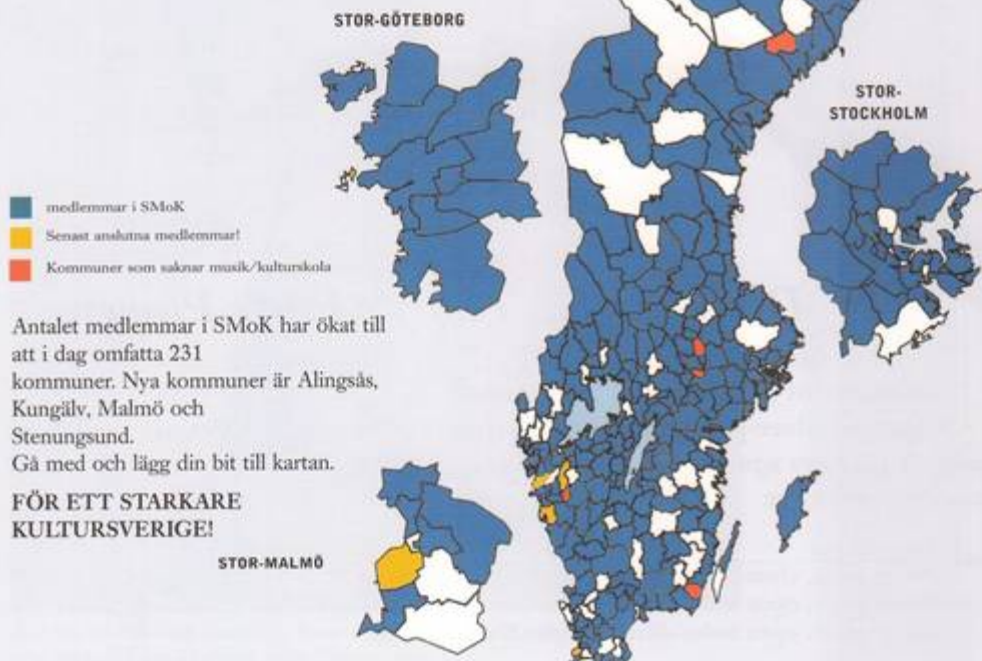 STOR-GÖTEBORG
STOR-
STOCKHOLM
medlemmar i SMoK
Senast anslutna medlemmar!
Kommuner som saknar musik/kulturskola
Antalet medlemmar i SMoK har ökat till
att i dag omfatta 231
kommuner. Nya kommuner är Alingsås,
Kungälv, Malmö och
Stenungsund.
Gå med och lägg din bit till kartan.
FÖR ETT STARKARE
KULTURSVERIGE!
STOR-MALMÖ